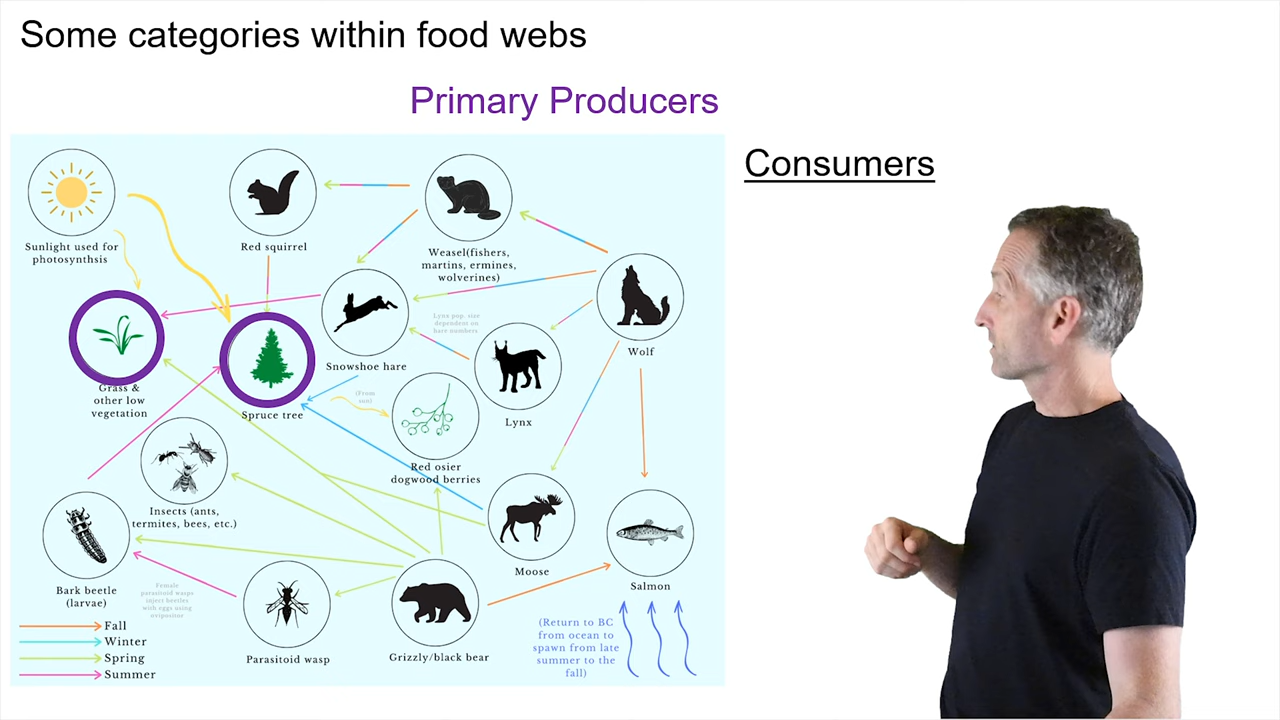 Some categories within food webs
Primary Producers
Consumers
Sunlight used for
photosynthsis
Red squirrel
Weasel(fishers,
martins, ermines,
wolverines)
Lynx pop. size
dependent on
hare numbers
Wolf
Snowshoe hare
Grass &
other low
vegetation
Spruce tree
(From
sun)
Lynx
Red osier
dogwood berries
Insects (ants,
termites, bees, etc.)
Bark beetle
(larvae)
Female
parasitoid wasps
inject beetles
with eggs using
ovipositor
Moose
Salmon
Parasitoid wasp
Grizzly/black bear
(Return to BC
from ocean to
spawn from late
summer to the
fall)
Fall
Winter
Spring
Summer